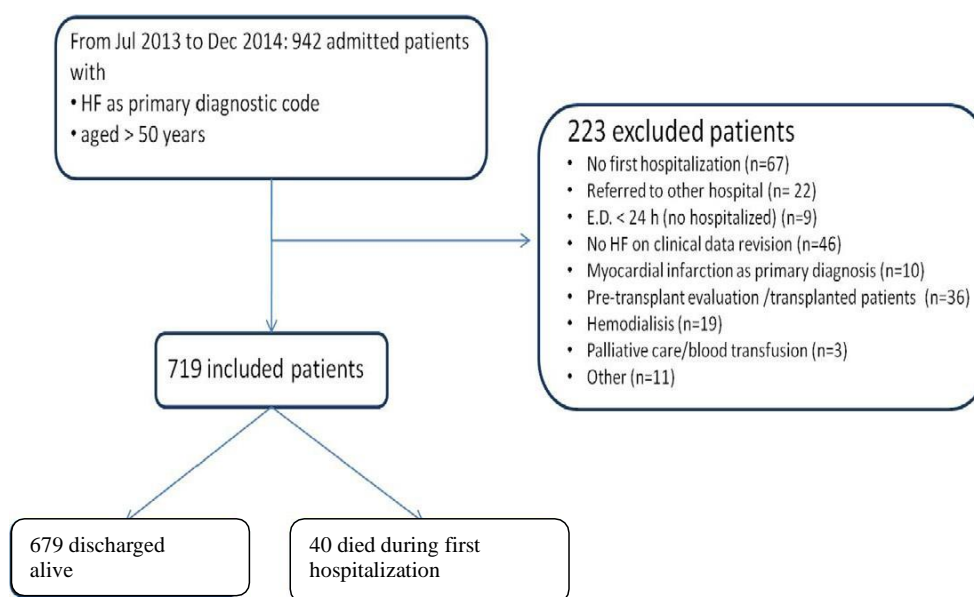 From Jul 2013 to Dec 2014: 942 admitted patients
with
• HF as primary diagnostic code
• aged > 50 years
223 excluded patients
• No first hospitalization (n=67)
• Referred to other hospital (n= 22)
• E.D. < 24 h (no hospitalized) (n=9)
• No HF on clinical data revision (n=46)
• Myocardial infarction as primary diagnosis (n=10)
• Pre-transplant evaluation /transplanted patients (n=36)
• Hemodialisis (n=19)
• Palliative care/blood transfusion (n=3)
• Other (n=11)
719 included patients
679 discharged
alive
40 died during first
hospitalization